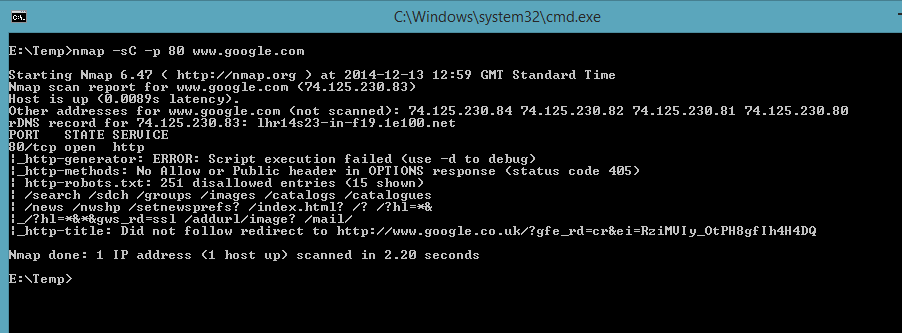 C:\Windows\system32\cmd.exe
E:\Temp>nmap -sC -p 80 www.google.com
Starting Nmap 6.47 ( http://nmap.org ) at 2014-12-13 12:59 GMT Standard Time
Nmap scan report for www.google.com (74.125.230.83)
Host is up (0.0089s latency).
Other addresses for www.google.com (not scanned): 74.125.230.84 74.125.230.82 74.125.230.81 74.125.230.80
rDNS record for 74.125.230.83: lhr14s23-in-f19.1e100.net
PORT   STATE SERVICE
80/tcp open  http
|_http-generator: ERROR: Script execution failed (use -d to debug)
|_http-methods: No Allow or Public header in OPTIONS response (status code 405)
| http-robots.txt: 251 disallowed entries (15 shown)
| /search /sdch /groups /images /catalogs /catalogues
| /news /nwshp /setnewsprefs? /index.html? /? /?hl=*&
|_/?hl=*&*&gws_rd=ssl /addurl/image? /mail/
|_http-title: Did not follow redirect to http://www.google.co.uk/?gfe_rd=cr&ei=RziMVIy_OtPH8gfIh4H4DQ
Nmap done: 1 IP address (1 host up) scanned in 2.20 seconds
E:\Temp>